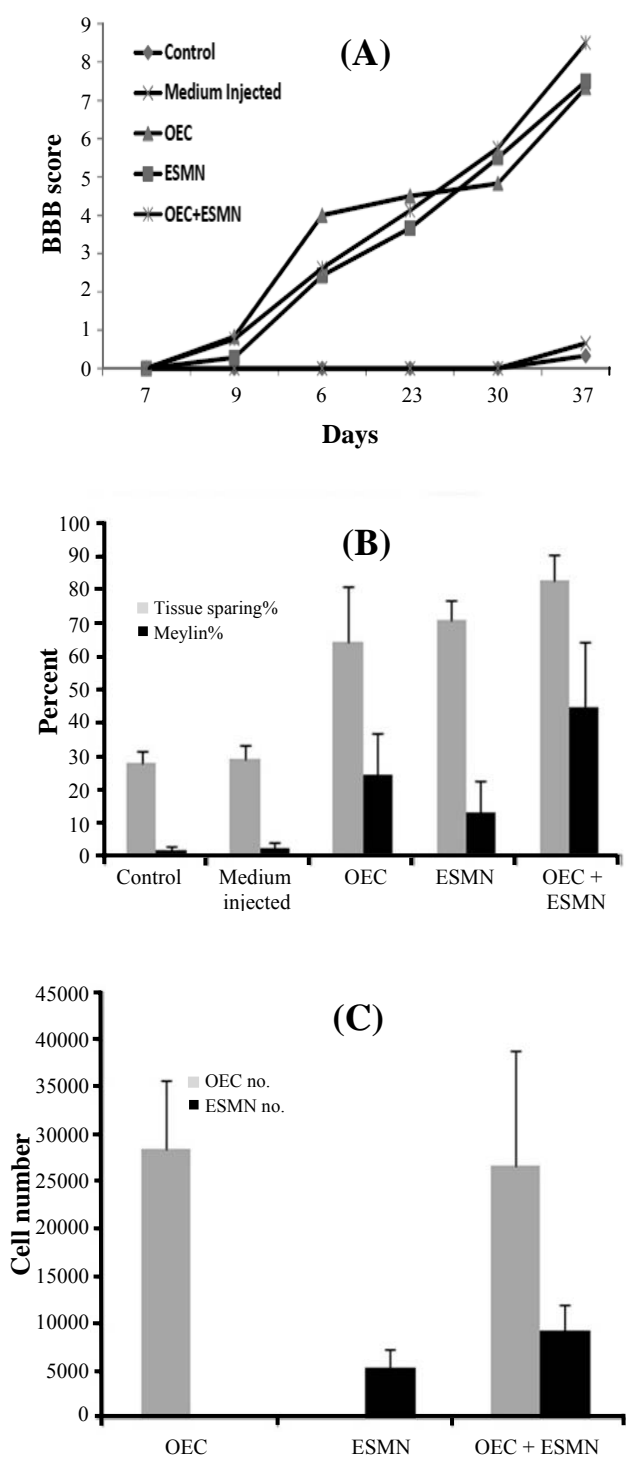 (A)
9
8
7
6
5
4
3
2
1
0
BBB score
Control
Medium Injected
OEC
ESMN
OEC+ESMN
7 9 6 23 30 37
Days
(B)
100
90
80
70
60
50
40
30
20
10
0
Percent
Tissue sparing%
Meylin%
Control Medium injected OEC ESMN OEC + ESMN
(C)
45000
40000
35000
30000
25000
20000
15000
10000
5000
0
Cell number
OEC no.
ESMN no.
OEC ESMN OEC + ESMN